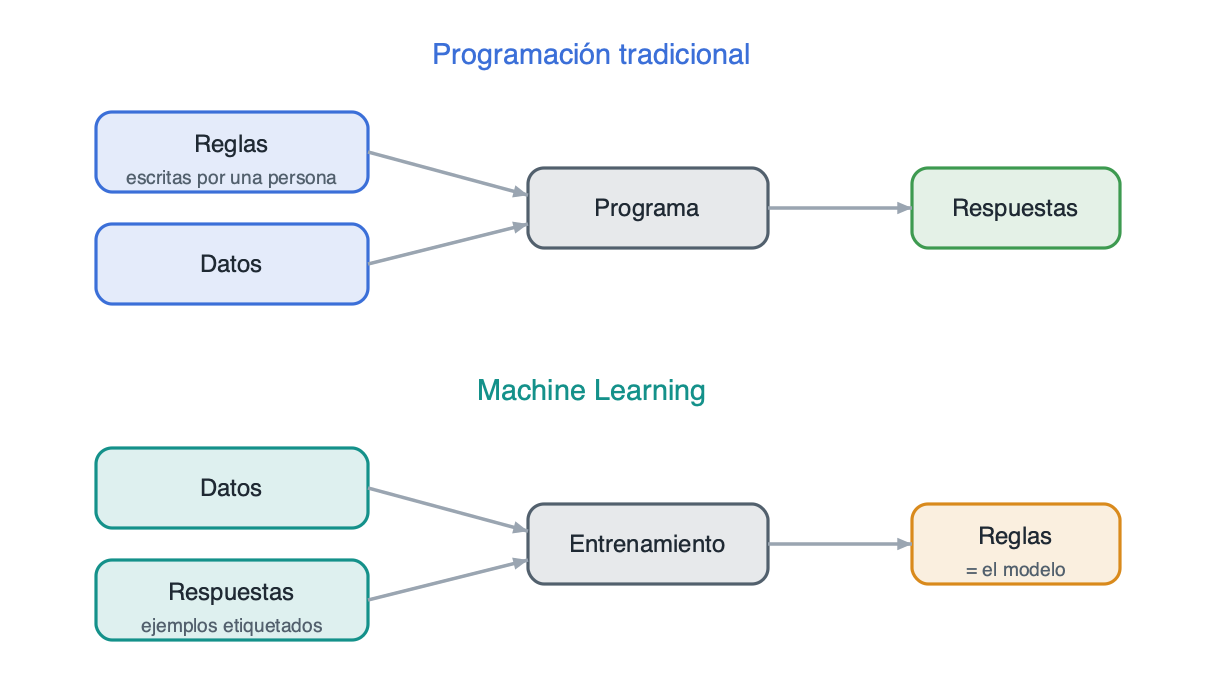 Programación tradicional
Reglas
escritas por una persona
Datos
Programa
Respuestas
Machine Learning
Datos
Respuestas
ejemplos etiquetados
Entrenamiento
Reglas
= el modelo